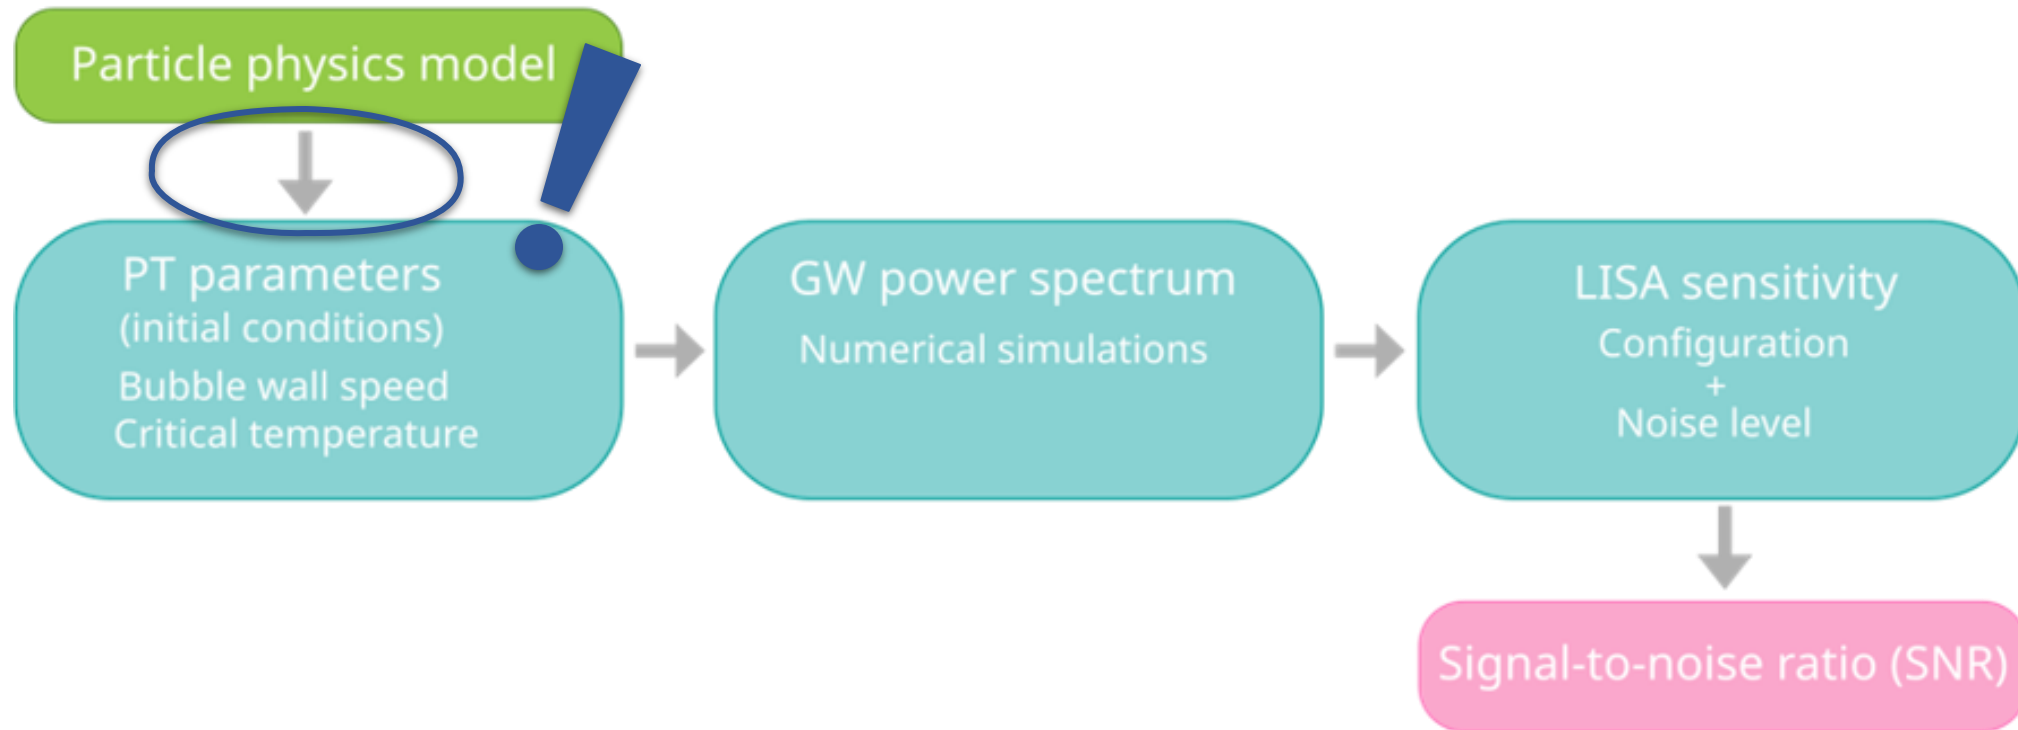 Particle physics model
PT parameters
(initial conditions)
Bubble wall speed
Critical temperature
GW power spectrum
Numerical simulations
LISA sensitivity
Configuration
+
Noise level
Signal-to-noise ratio (SNR)